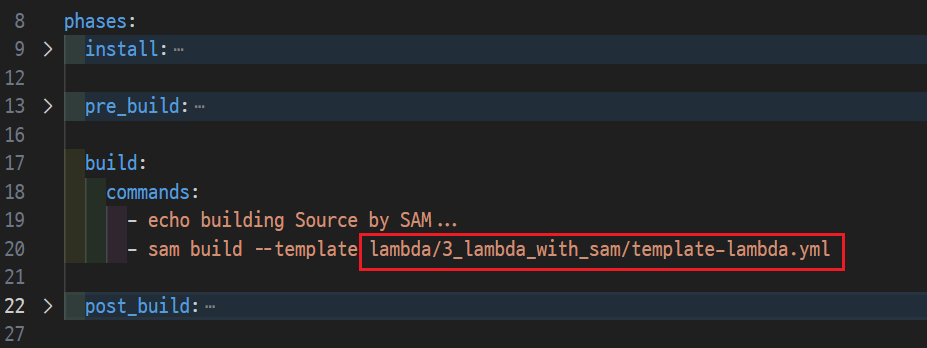 8 phases:
9 > install: ...
12
13 > pre_build: ...
16
17 build:
18 commands:
19 - echo building Source by SAM...
20 - sam build --template lambda/3_lambda_with_sam/template-lambda.yml
21
22 > post_build: ...
27